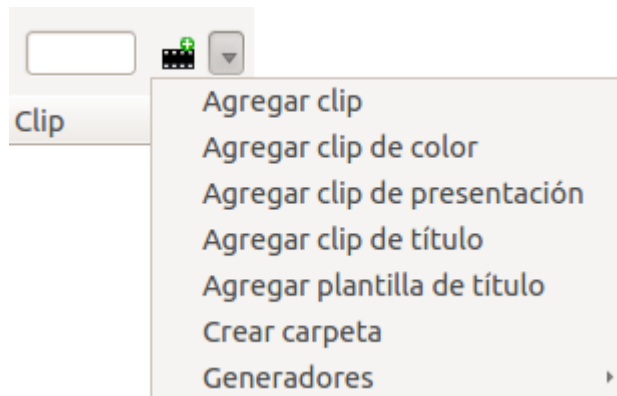 Clip
Agregar clip
Agregar clip de color
Agregar clip de presentación
Agregar clip de título
Agregar plantilla de título
Crear carpeta
Generadores